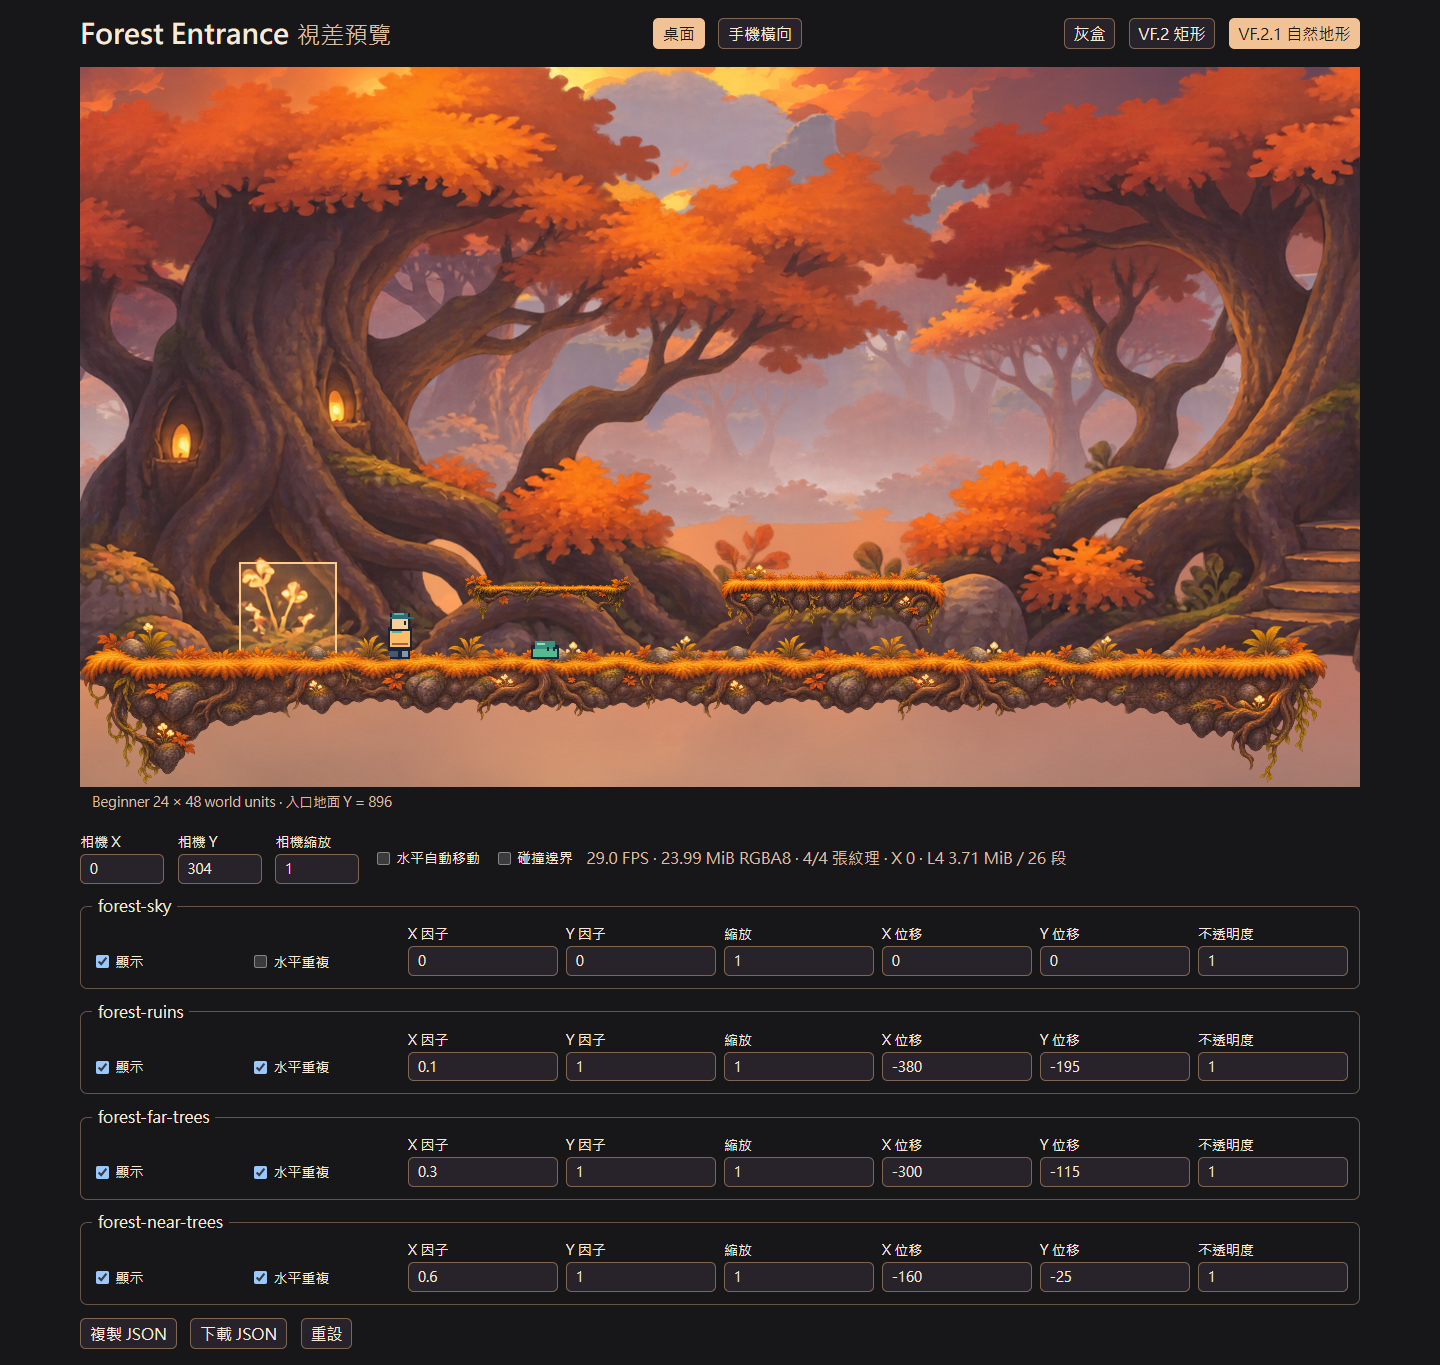 Forest Entrance 視差預覽
桌面 手機橫向
灰盒 VF.2 矩形 VF.2.1 自然地形
Beginner 24 × 48 world units · 入口地面 Y = 896
相機 X 相機 Y 相機縮放
0 304 1 水平自動移動 碰撞邊界 29.0 FPS · 23.99 MiB RGBA8 · 4/4 張紋理 · X 0 · L4 3.71 MiB / 26 段
forest-sky
X 因子 Y 因子 縮放 X 位移 Y 位移 不透明度
顯示 水平重複 0 0 1 0 0 1
forest-ruins
X 因子 Y 因子 縮放 X 位移 Y 位移 不透明度
顯示 水平重複 0.1 1 1 -380 -195 1
forest-far-trees
X 因子 Y 因子 縮放 X 位移 Y 位移 不透明度
顯示 水平重複 0.3 1 1 -300 -115 1
forest-near-trees
X 因子 Y 因子 縮放 X 位移 Y 位移 不透明度
顯示 水平重複 0.6 1 1 -160 -25 1
複製 JSON 下載 JSON 重設